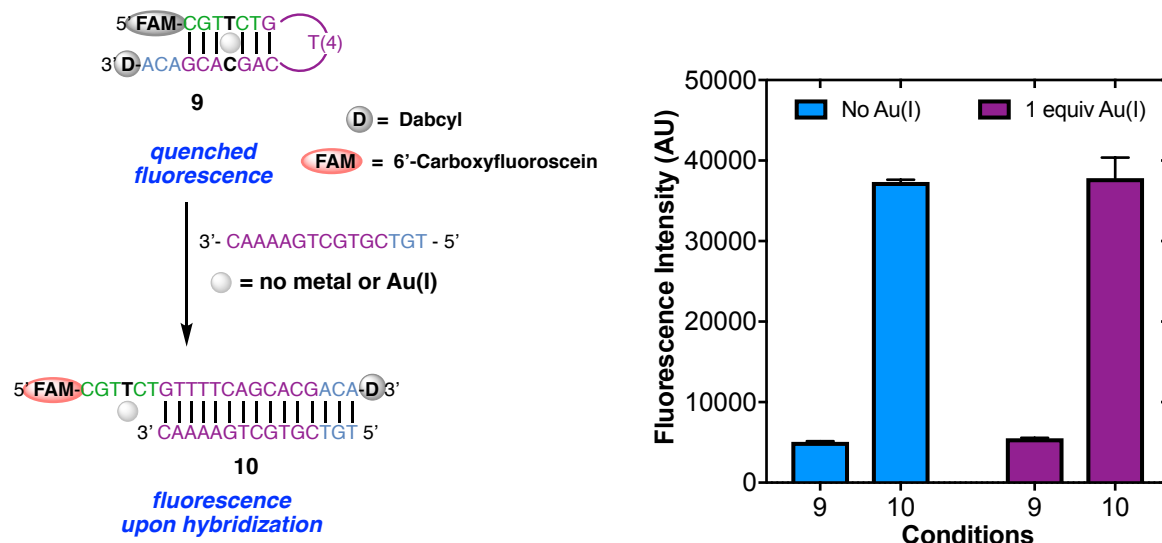 5' FAM-CGTTCTG
T(4)
3' D-ACAGCACGAC
9
D = Dabcyl
quenched
fluorescence
FAM = 6'-Carboxyfluoroscein
3'- CAAAAGTCGTGCTGT - 5'
= no metal or Au(I)
5' FAM-CGTTCTGTTTTCAGCACGACA-D 3'
3' CAAAAGTCGTGCTGT 5'
10
fluorescence
upon hybridization
Fluorescence Intensity (AU)
50000
40000
30000
20000
10000
0
No Au(I)
1 equiv Au(I)
9 10 9 10
Conditions